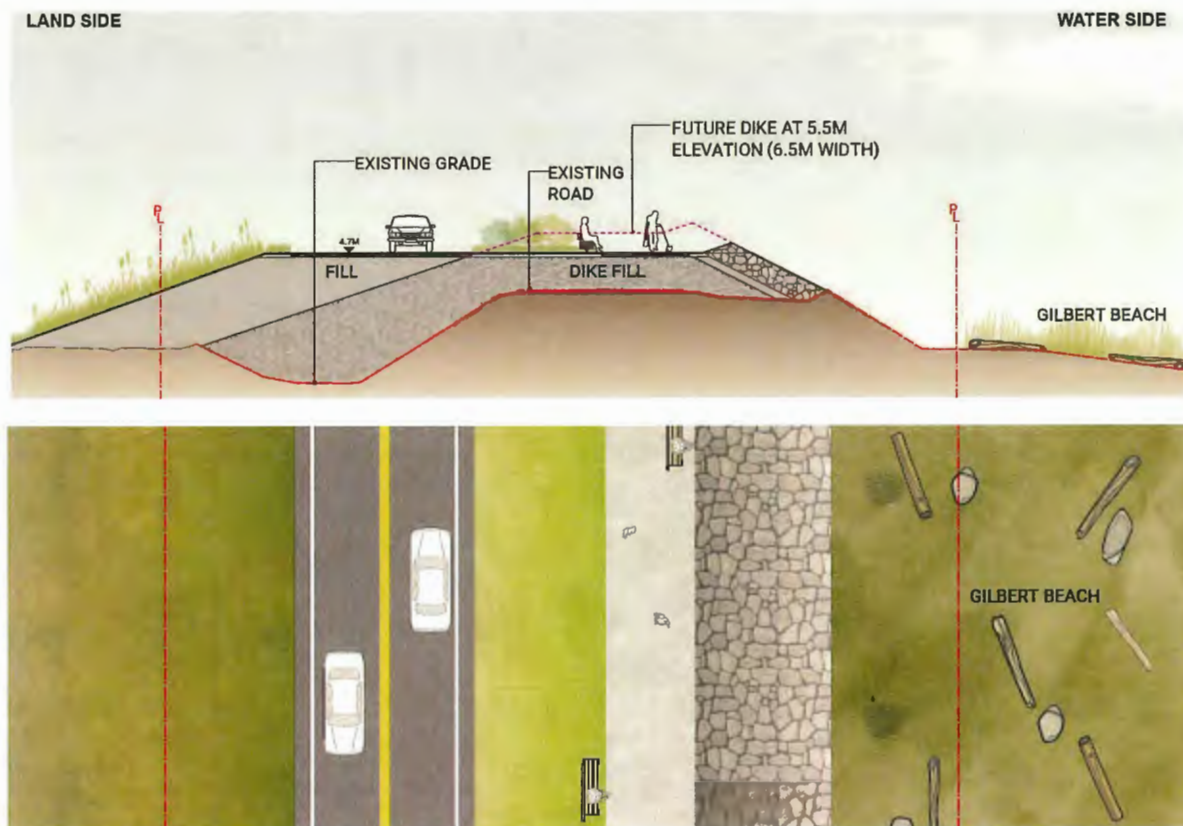 LAND SIDE
WATER SIDE
FUTURE DIKE AT 5.5M
ELEVATION (6.5M WIDTH)
EXISTING GRADE
EXISTING
ROAD
PL
PL
4.7M
FILL
DIKE FILL
GILBERT BEACH
GILBERT BEACH